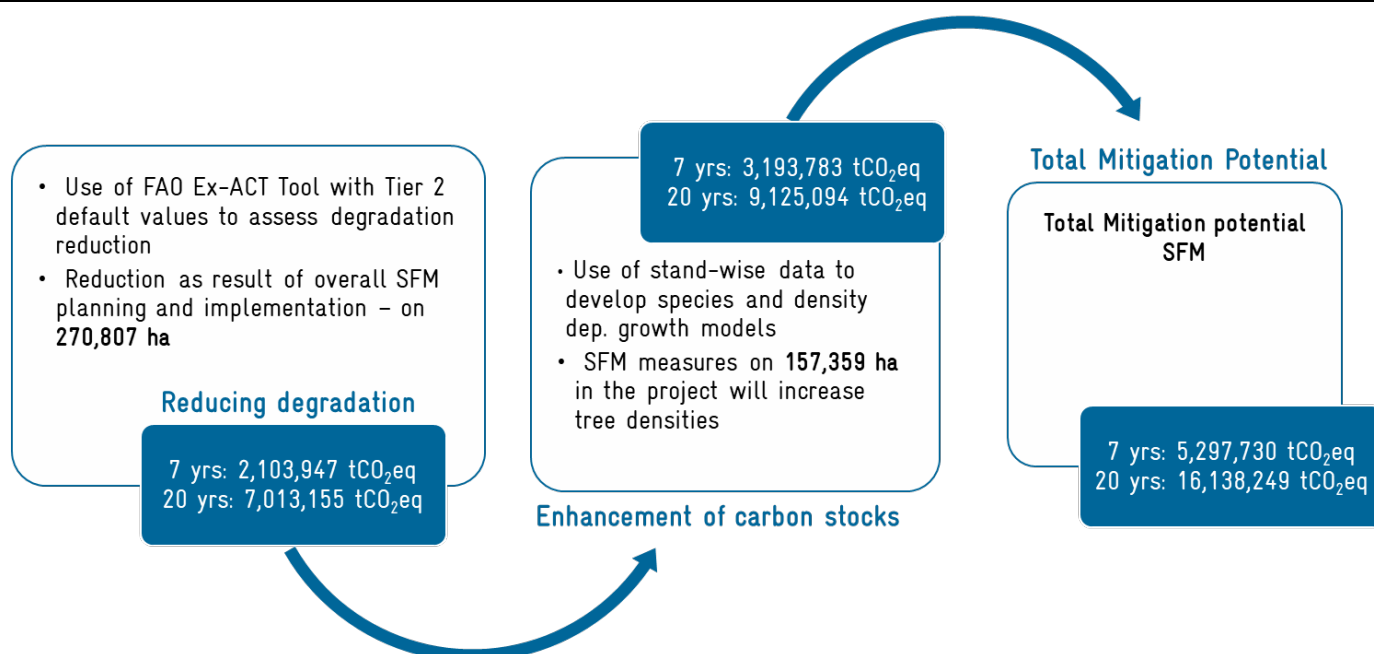 • Use of FAO Ex-ACT Tool with Tier 2
default values to assess degradation
reduction
• Reduction as result of overall SFM
planning and implementation – on
270,807 ha
Reducing degradation
7 yrs: 2,103,947 tCO₂eq
20 yrs: 7,013,155 tCO₂eq
7 yrs: 3,193,783 tCO₂eq
20 yrs: 9,125,094 tCO₂eq
• Use of stand-wise data to
develop species and density
dep. growth models
• SFM measures on 157,359 ha
in the project will increase
tree densities
Enhancement of carbon stocks
Total Mitigation Potential
Total Mitigation potential
SFM
7 yrs: 5,297,730 tCO₂eq
20 yrs: 16,138,249 tCO₂eq